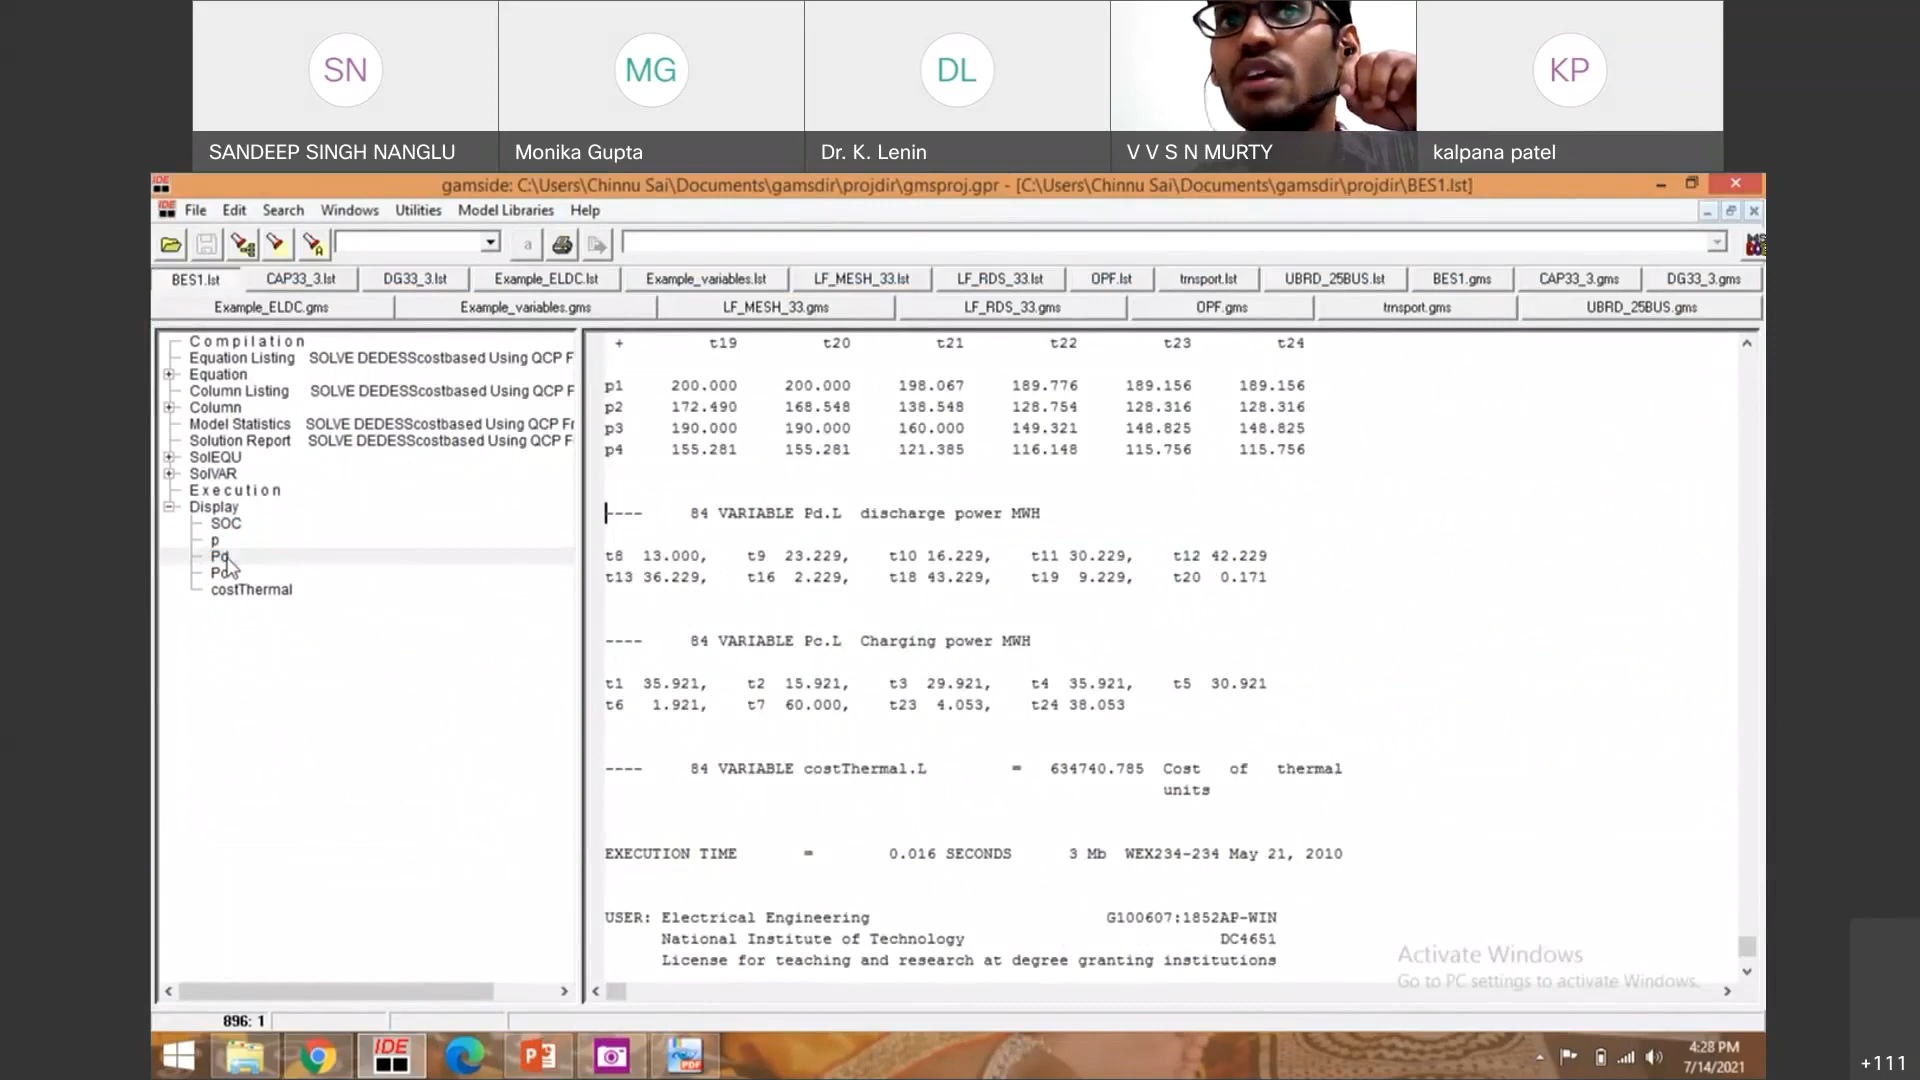 SN
MG
DL
KP
SANDEEP SINGH NANGLU
Monika Gupta
Dr. K. Lenin
V V S N MURTY
kalpana patel
IDE
gamside: C:\Users\Chinnu Sai\Documents\gamsdir\projdir\gmsproj.gpr - [C:\Users\Chinnu Sai\Documents\gamsdir\projdir\BES1.lst]
IDE File Edit Search Windows Utilities Model Libraries Help
a
BES1.lst CAP33_3.lst DG33_3.lst Example_ELDC.lst Example_variables.lst LF_MESH_33.lst LF_RDS_33.lst OPF.lst trnsport.lst UBRD_25BUS.lst BES1.gms CAP33_3.gms DG33_3.gms
Example_ELDC.gms Example_variables.gms LF_MESH_33.gms LF_RDS_33.gms OPF.gms trnsport.gms UBRD_25BUS.gms
Compilation
Equation Listing SOLVE DEDESScostbased Using QCP F
Equation
Column Listing SOLVE DEDESScostbased Using QCP F
Column
Model Statistics SOLVE DEDESScostbased Using QCP Fr
Solution Report SOLVE DEDESScostbased Using QCP F
SolEQU
SolVAR
Execution
Display
SOC
p
Pd
costThermal
+ t19 t20 t21 t22 t23 t24
p1 200.000 200.000 198.067 189.776 189.156 189.156
p2 172.490 168.548 138.548 128.754 128.316 128.316
p3 190.000 190.000 160.000 149.321 148.825 148.825
p4 155.281 155.281 121.385 116.148 115.756 115.756
---- 84 VARIABLE Pd.L discharge power MWH
t8 13.000, t9 23.229, t10 16.229, t11 30.229, t12 42.229
t13 36.229, t16 2.229, t18 43.229, t19 9.229, t20 0.171
---- 84 VARIABLE Pc.L Charging power MWH
t1 35.921, t2 15.921, t3 29.921, t4 35.921, t5 30.921
t6 1.921, t7 60.000, t23 4.053, t24 38.053
---- 84 VARIABLE costThermal.L = 634740.785 Cost of thermal
units
EXECUTION TIME = 0.016 SECONDS 3 Mb WEX234-234 May 21, 2010
USER: Electrical Engineering G100607:1852AP-WIN
National Institute of Technology DC4651
License for teaching and research at degree granting institutions
Activate Windows
Go to PC settings to activate Windows.
896: 1
IDE
PDF
4:28 PM
7/14/2021
+111